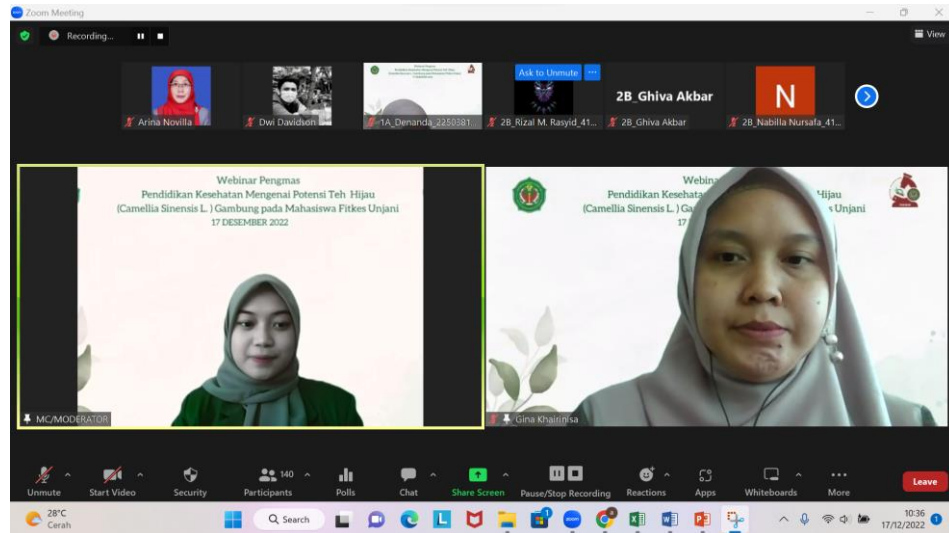 Zoom Meeting
Recording...
View
Ask to Unmute
2B_Ghiva Akbar
N
Arina Novilla
Dwi Davidson
1A_Denanda_2250381...
2B_Rizal M. Rasyid_41...
2B_Ghiva Akbar
2B_Nabilla Nursafa_41...
Webinar Pengmas
Pendidikan Kesehatan Mengenai Potensi Teh Hijau
(Camellia Sinensis L. ) Gambung pada Mahasiswa Fitkes Unjani
17 DESEMBER 2022
MC/MODERATOR
Webina
Pendidikan Kesehata
Hijau
(Camellia Sinensis L. ) Ga
s Unjani
17
Gina Khairinisa
Unmute
Start Video
Security
140
Participants
Polls
Chat
Share Screen
Pause/Stop Recording
Reactions
Apps
Whiteboards
More
Leave
28°C
Cerah
Search
10:36
17/12/2022